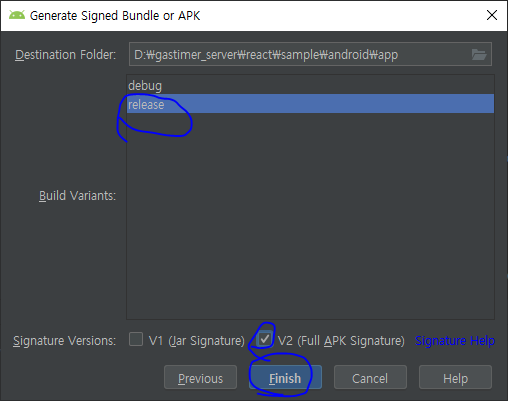 Generate Signed Bundle or APK
Destination Folder: D:₩gastimer_server₩react₩sample₩android₩app
debug
release
Build Variants:
Signature Versions: V1 (Jar Signature) V2 (Full APK Signature) Signature Help
Previous Finish Cancel Help